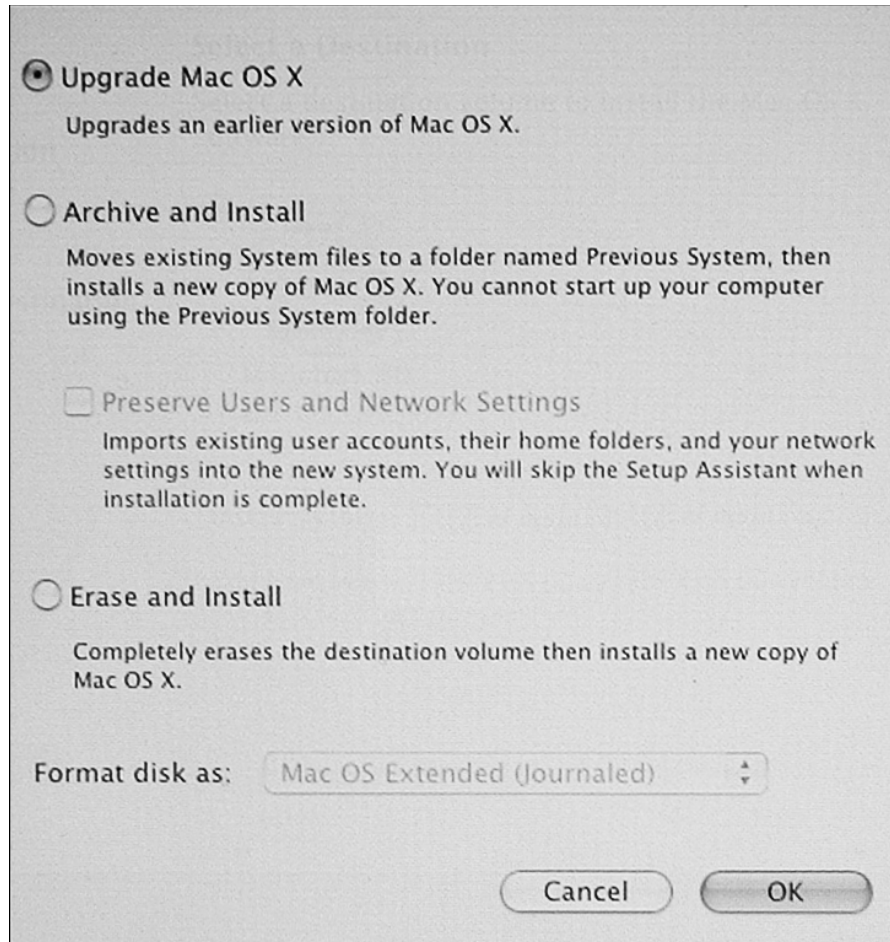 Select a Destination
Upgrade Mac OS X
Upgrades an earlier version of Mac OS X.
Archive and Install
Moves existing System files to a folder named Previous System, then
installs a new copy of Mac OS X. You cannot start up your computer
using the Previous System folder.
Preserve Users and Network Settings
Imports existing user accounts, their home folders, and your network
settings into the new system. You will skip the Setup Assistant when
installation is complete.
Erase and Install
Completely erases the destination volume then installs a new copy of
Mac OS X.
Format disk as: Mac OS Extended (Journaled)
Cancel OK